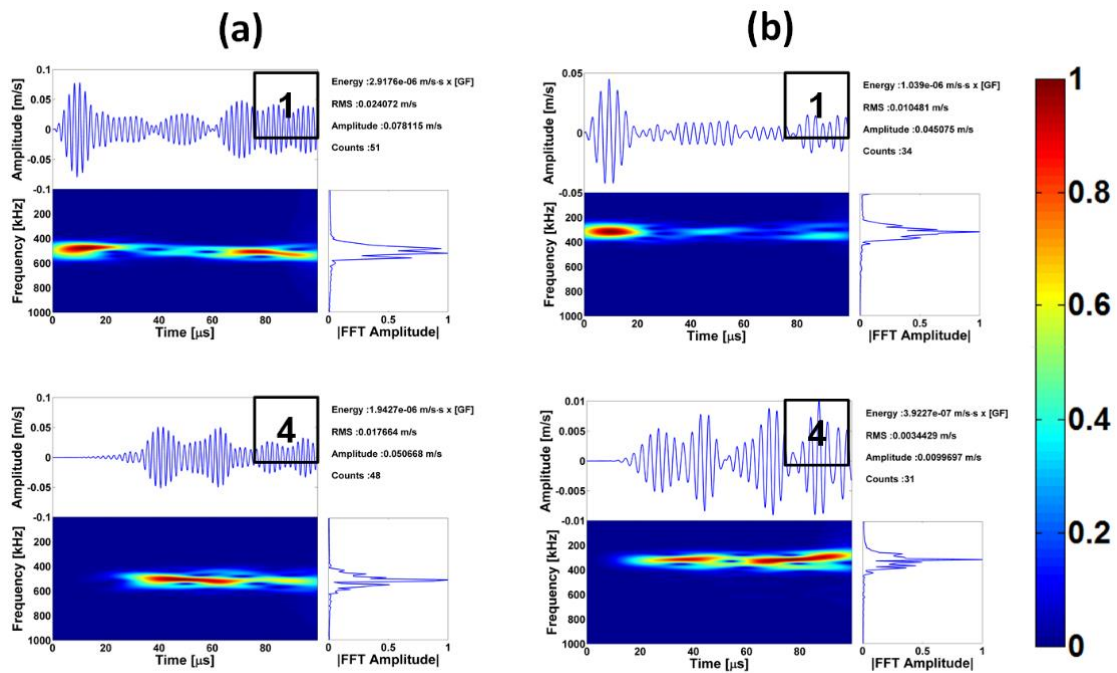 (a)
(b)
Amplitude [m/s]
0.1
0.05
0
-0.05
-0.1
1
Energy :2.9176e-06 m/s·s x [GF]
RMS :0.024072 m/s
Amplitude :0.078115 m/s
Counts :51
Frequency [kHz]
200
400
600
800
1000
0 20 40 60 80
Time [μs]
0 0.5 1
|FFT Amplitude|
Amplitude [m/s]
0.05
0
-0.05
1
Energy :1.039e-06 m/s·s x [GF]
RMS :0.010481 m/s
Amplitude :0.045075 m/s
Counts :34
Frequency [kHz]
200
400
600
800
1000
0 20 40 60 80
Time [μs]
0 0.5 1
|FFT Amplitude|
Amplitude [m/s]
0.1
0.05
0
-0.05
-0.1
4
Energy :1.9427e-06 m/s·s x [GF]
RMS :0.017664 m/s
Amplitude :0.050668 m/s
Counts :48
Frequency [kHz]
200
400
600
800
1000
0 20 40 60 80
Time [μs]
0 0.5 1
|FFT Amplitude|
Amplitude [m/s]
0.01
0.005
0
-0.005
-0.01
4
Energy :3.9227e-07 m/s·s x [GF]
RMS :0.0034429 m/s
Amplitude :0.0099697 m/s
Counts :31
Frequency [kHz]
200
400
600
800
1000
0 20 40 60 80
Time [μs]
0 0.5 1
|FFT Amplitude|
1
0.8
0.6
0.4
0.2
0